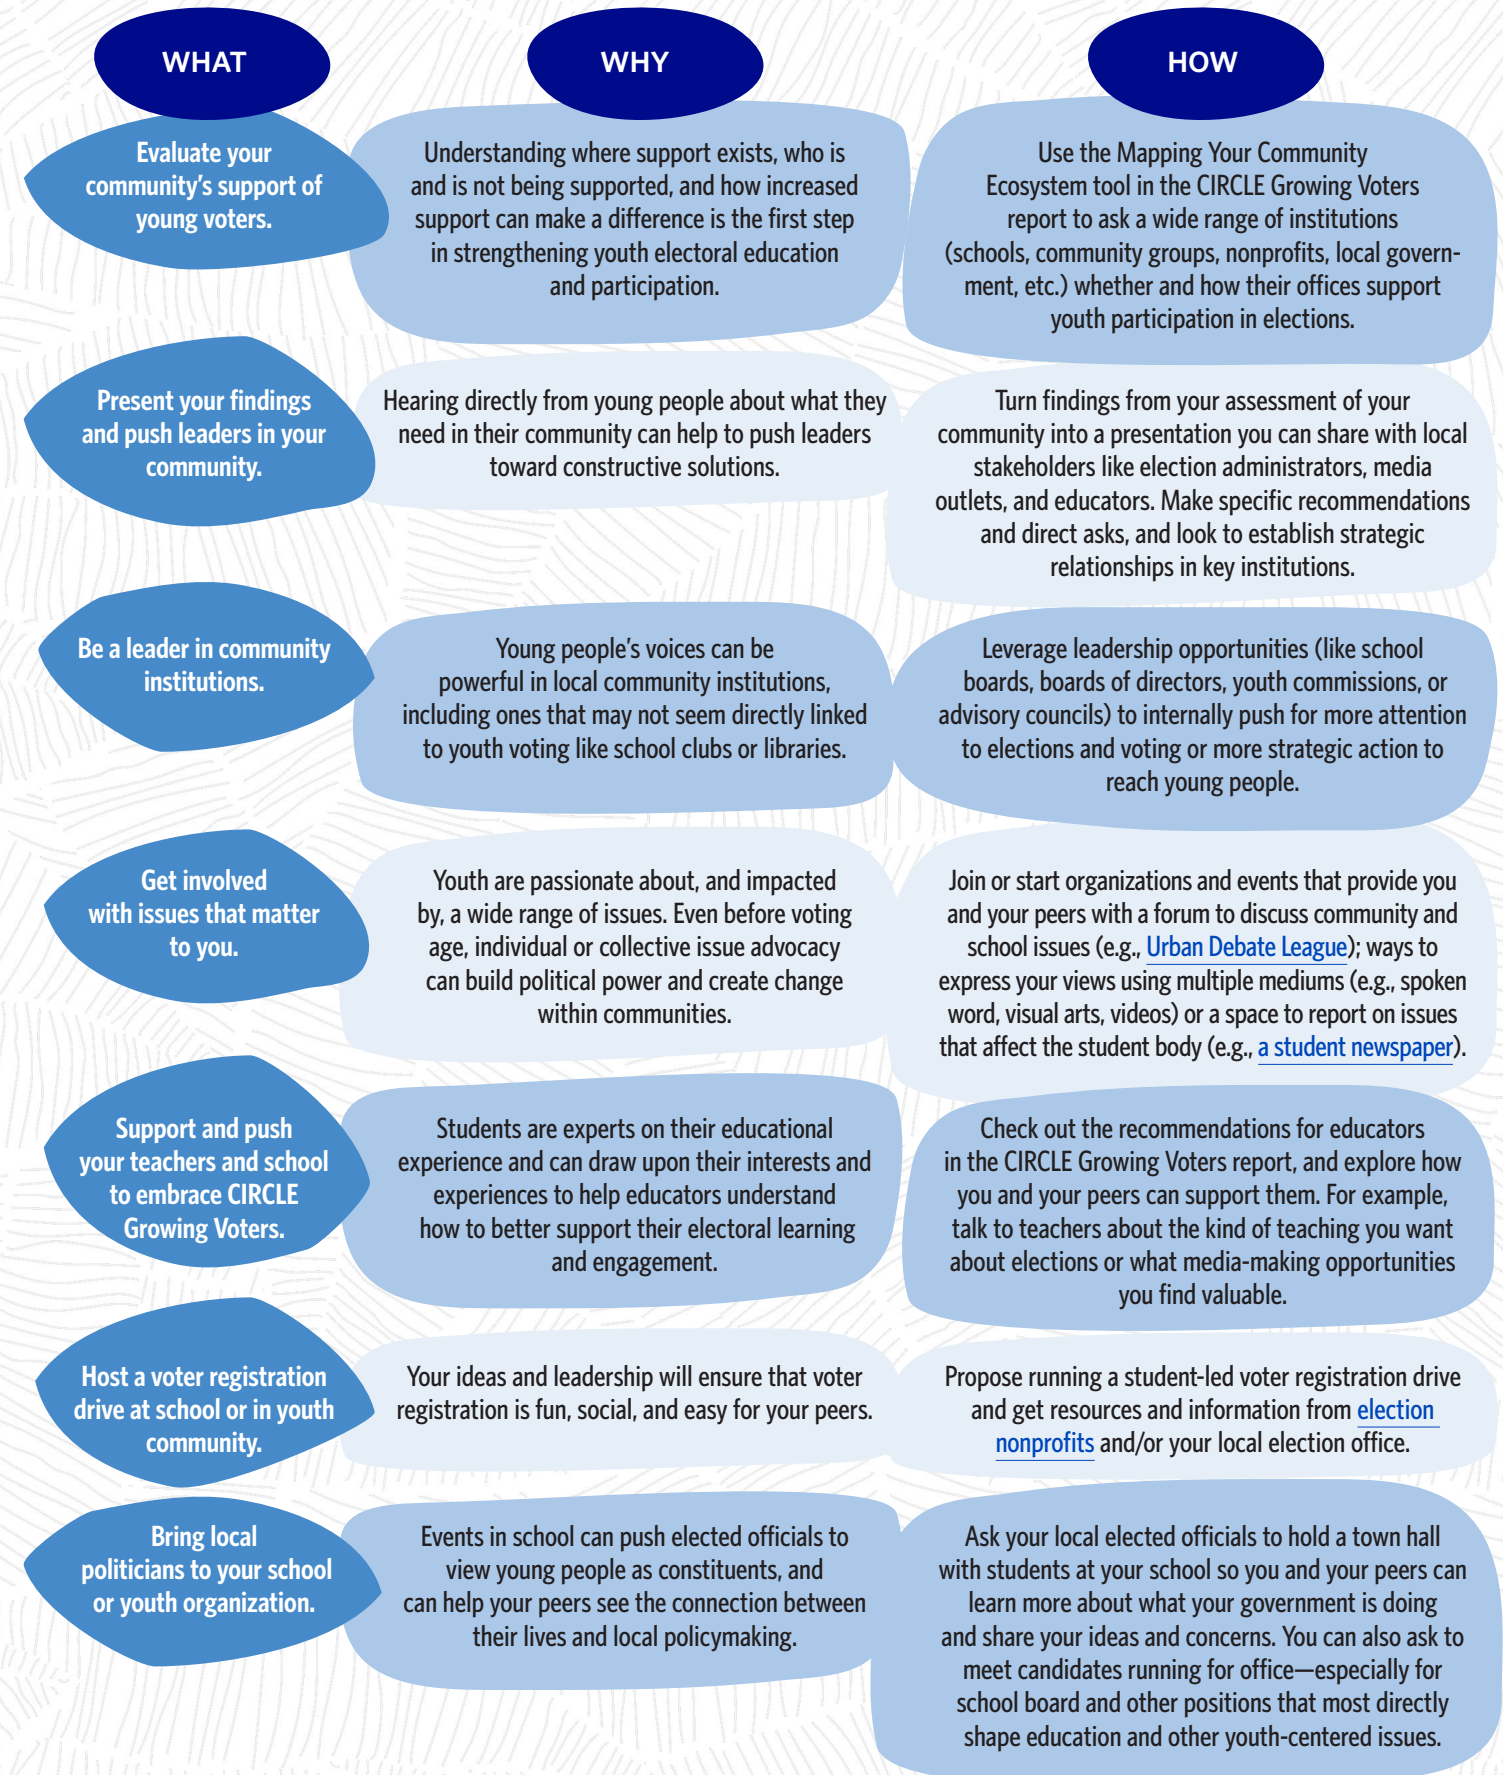 WHAT
WHY
HOW
Evaluate your
community's support of
young voters.
Understanding where support exists, who is
and is not being supported, and how increased
support can make a difference is the first step
in strengthening youth electoral education
and participation.
Use the Mapping Your Community
Ecosystem tool in the CIRCLE Growing Voters
report to ask a wide range of institutions
(schools, community groups, nonprofits, local govern-
ment, etc.) whether and how their offices support
youth participation in elections.
Present your findings
and push leaders in your
community.
Hearing directly from young people about what they
need in their community can help to push leaders
toward constructive solutions.
Turn findings from your assessment of your
community into a presentation you can share with local
stakeholders like election administrators, media
outlets, and educators. Make specific recommendations
and direct asks, and look to establish strategic
relationships in key institutions.
Be a leader in community
institutions.
Young people's voices can be
powerful in local community institutions,
including ones that may not seem directly linked
to youth voting like school clubs or libraries.
Leverage leadership opportunities (like school
boards, boards of directors, youth commissions, or
advisory councils) to internally push for more attention
to elections and voting or more strategic action to
reach young people.
Get involved
with issues that matter
to you.
Youth are passionate about, and impacted
by, a wide range of issues. Even before voting
age, individual or collective issue advocacy
can build political power and create change
within communities.
Join or start organizations and events that provide you
and your peers with a forum to discuss community and
school issues (e.g., Urban Debate League); ways to
express your views using multiple mediums (e.g., spoken
word, visual arts, videos) or a space to report on issues
that affect the student body (e.g., a student newspaper).
Support and push
your teachers and school
to embrace CIRCLE
Growing Voters.
Students are experts on their educational
experience and can draw upon their interests and
experiences to help educators understand
how to better support their electoral learning
and engagement.
Check out the recommendations for educators
in the CIRCLE Growing Voters report, and explore how
you and your peers can support them. For example,
talk to teachers about the kind of teaching you want
about elections or what media-making opportunities
you find valuable.
Host a voter registration
drive at school or in youth
community.
Your ideas and leadership will ensure that voter
registration is fun, social, and easy for your peers.
Propose running a student-led voter registration drive
and get resources and information from election
nonprofits and/or your local election office.
Bring local
politicians to your school
or youth organization.
Events in school can push elected officials to
view young people as constituents, and
can help your peers see the connection between
their lives and local policymaking.
Ask your local elected officials to hold a town hall
with students at your school so you and your peers can
learn more about what your government is doing
and share your ideas and concerns. You can also ask to
meet candidates running for office—especially for
school board and other positions that most directly
shape education and other youth-centered issues.